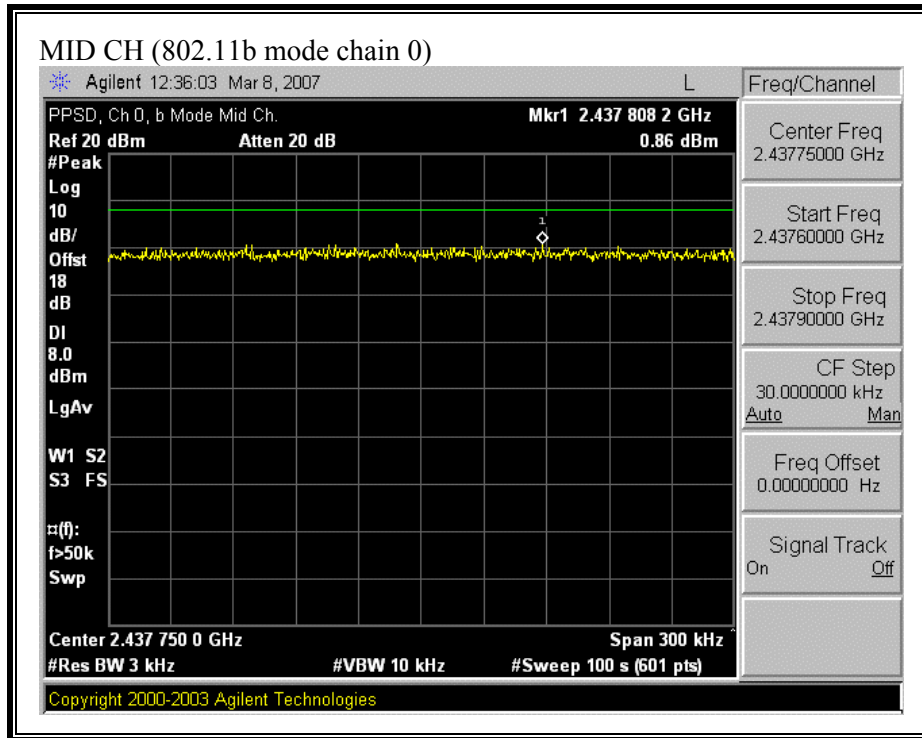 MID CH (802.11b mode chain 0)
Agilent 12:36:03 Mar 8, 2007 L
PPSD, Ch 0, b Mode Mid Ch. Mkr1 2.437 808 2 GHz
Ref 20 dBm Atten 20 dB 0.86 dBm
#Peak
Log
10
dB/
Offst
18
dB
DI
8.0
dBm
LgAv
W1 S2
S3 FS
¤(f):
f>50k
Swp
1
Center 2.437 750 0 GHz Span 300 kHz
#Res BW 3 kHz #VBW 10 kHz #Sweep 100 s (601 pts)
Copyright 2000-2003 Agilent Technologies
Freq/Channel
Center Freq
2.43775000 GHz
Start Freq
2.43760000 GHz
Stop Freq
2.43790000 GHz
CF Step
30.0000000 kHz
Auto Man
Freq Offset
0.00000000 Hz
Signal Track
On Off